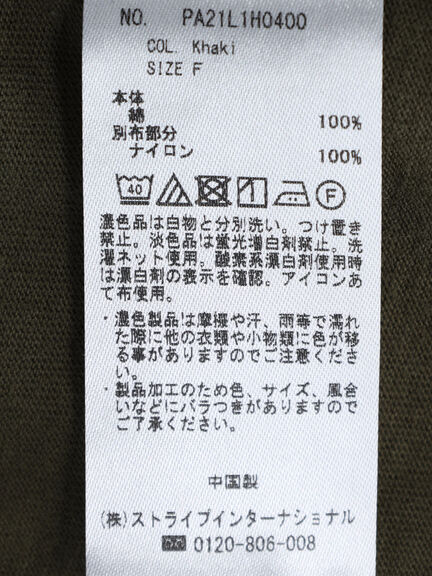 NO. PA21L1H0400
COL. Khaki
SIZE F
本体
綿 100%
別布部分
ナイロン 100%
40 F
濃色品は白物と分別洗い。つけ置き
禁止。淡色品は蛍光増白剤禁止。洗
濯ネット使用。酸素系漂白剤使用時
は漂白剤の表示を確認。アイロンあ
て布使用。
・濃色製品は摩擦や汗、雨等で濡れ
た際に他の衣類や小物類に色が移
る事がありますのでご注意くださ
い。
・製品加工のため色、サイズ、風合
いなどにバラつきがありますので
ご了承ください。
中国製
(株)ストライプインターナショナル
0120-806-008